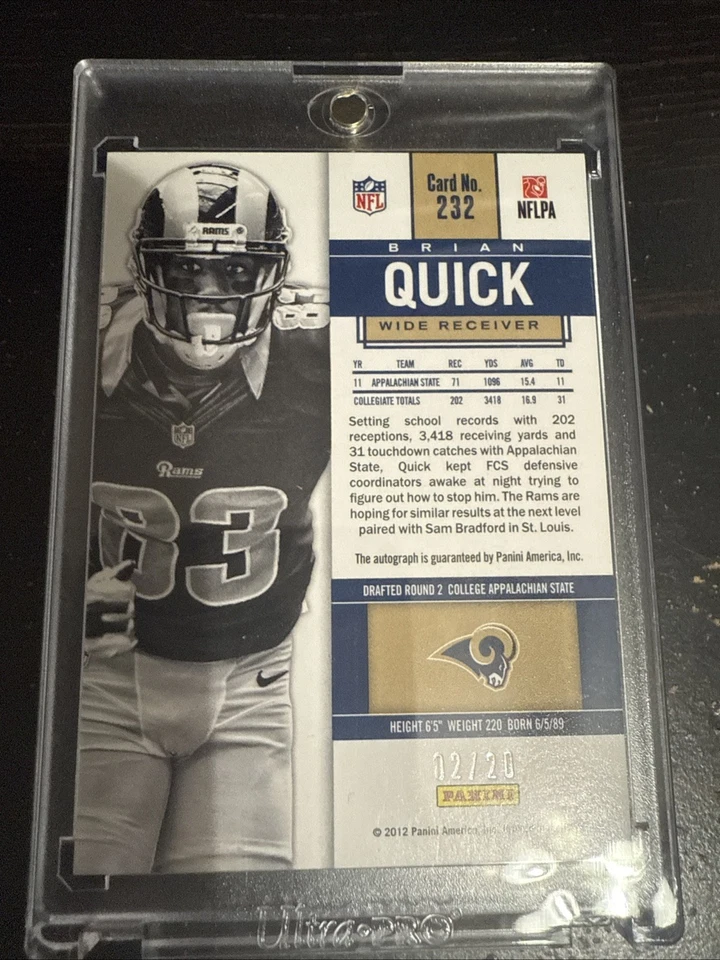 NFL
Card No.
232
NFLPA
BRIAN
QUICK
WIDE RECEIVER
YR TEAM REC YDS AVG TD
11 APPALACHIAN STATE 71 1096 15.4 11
COLLEGIATE TOTALS 202 3418 16.9 31
Setting school records with 202
receptions, 3,418 receiving yards and
31 touchdown catches with Appalachian
State, Quick kept FCS defensive
coordinators awake at night trying to
figure out how to stop him. The Rams are
hoping for similar results at the next level
paired with Sam Bradford in St. Louis.
The autograph is guaranteed by Panini America, Inc.
DRAFTED ROUND 2 COLLEGE APPALACHIAN STATE
HEIGHT 6'5" WEIGHT 220 BORN 6/5/89
02/20
PANINI
© 2012 Panini America, Inc.
RAMS
83
NFL
Rams
83
Ultra•PRO